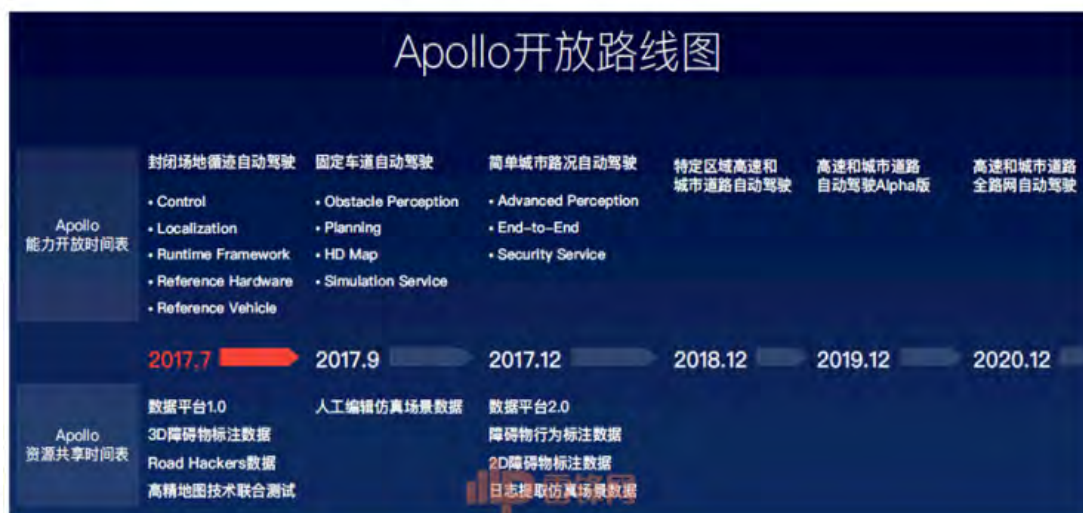 Apollo开放路线图
Apollo
能力开放时间表
封闭场地循迹自动驾驶
• Control
• Localization
• Runtime Framework
• Reference Hardware
• Reference Vehicle
固定车道自动驾驶
• Obstacle Perception
• Planning
• HD Map
• Simulation Service
简单城市路况自动驾驶
• Advanced Perception
• End-to-End
• Security Service
特定区域高速和
城市道路自动驾驶
高速和城市道路
自动驾驶Alpha版
高速和城市道路
全路网自动驾驶
2017.7
2017.9
2017.12
2018.12
2019.12
2020.12
Apollo
资源共享时间表
数据平台1.0
3D障碍物标注数据
Road Hackers数据
高精地图技术联合测试
人工编辑仿真场景数据
数据平台2.0
障碍物行为标注数据
2D障碍物标注数据
日志提取仿真场景数据
雷锋网